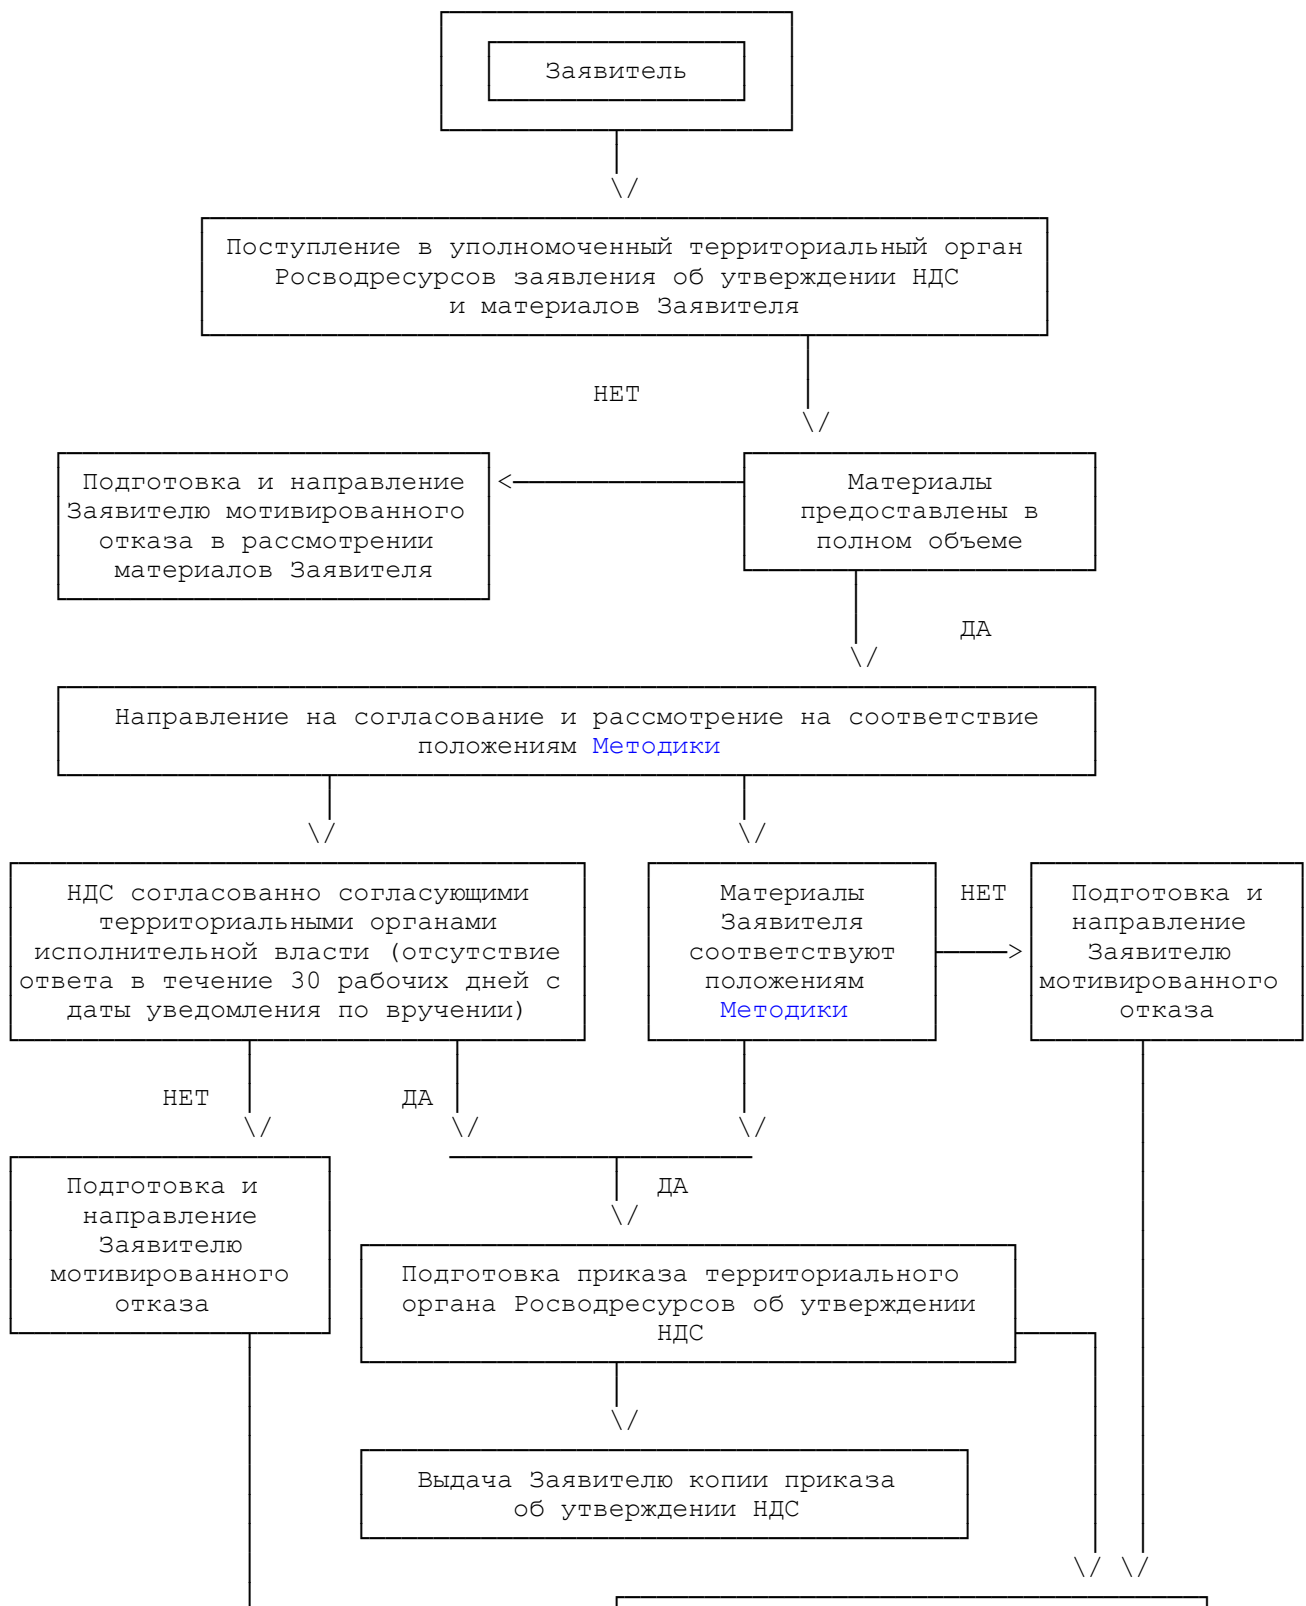 Заявитель
Поступление в уполномоченный территориальный орган
Росводресурсов заявления об утверждении НДС
и материалов Заявителя
НЕТ
Подготовка и направление
Заявителю мотивированного
отказа в рассмотрении
материалов Заявителя
Материалы
предоставлены в
полном объеме
ДА
Направление на согласование и рассмотрение на соответствие
положениям Методики
НДС согласованно согласующими
территориальными органами
исполнительной власти (отсутствие
ответа в течение 30 рабочих дней с
даты уведомления по вручении)
Материалы
Заявителя
соответствуют
положениям
Методики
НЕТ
Подготовка и
направление
Заявителю
мотивированного
отказа
НЕТ
ДА
Подготовка и
направление
Заявителю
мотивированного
отказа
ДА
Подготовка приказа территориального
органа Росводресурсов об утверждении
НДС
Выдача Заявителю копии приказа
об утверждении НДС